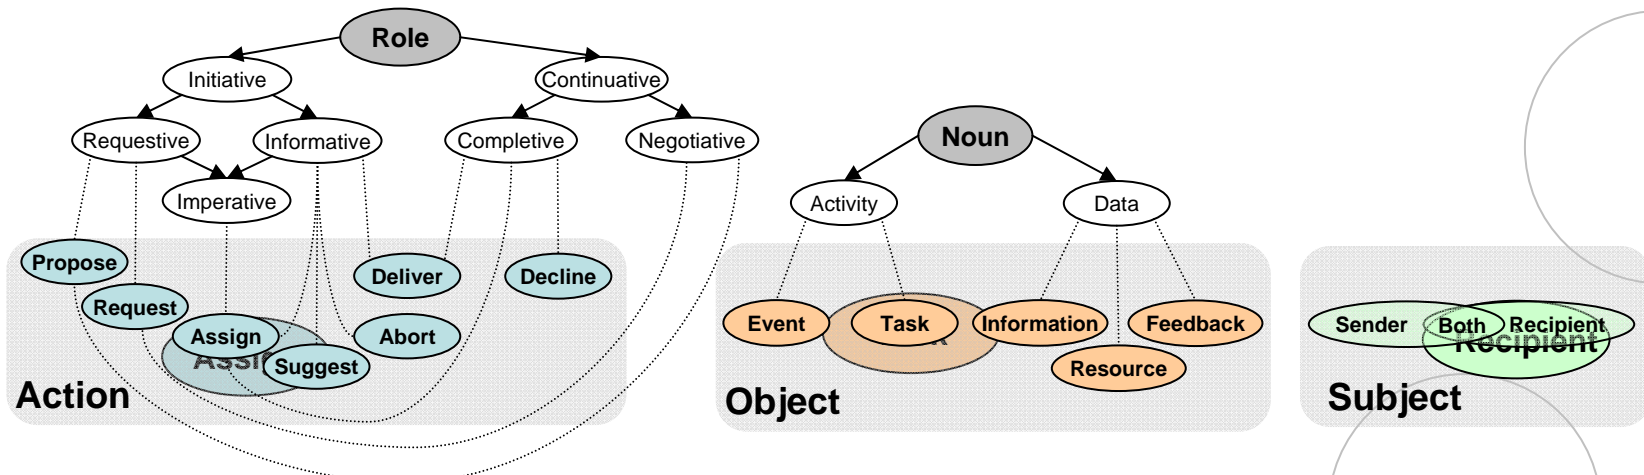 Role
Initiative
Continuative
Requestive
Informative
Completive
Negotiative
Imperative
Propose
Request
Deliver
Decline
Assign
Abort
Suggest
Action
Noun
Activity
Data
Event
Task
Information
Feedback
Resource
Object
Sender
Both
Recipient
Recipient
Subject